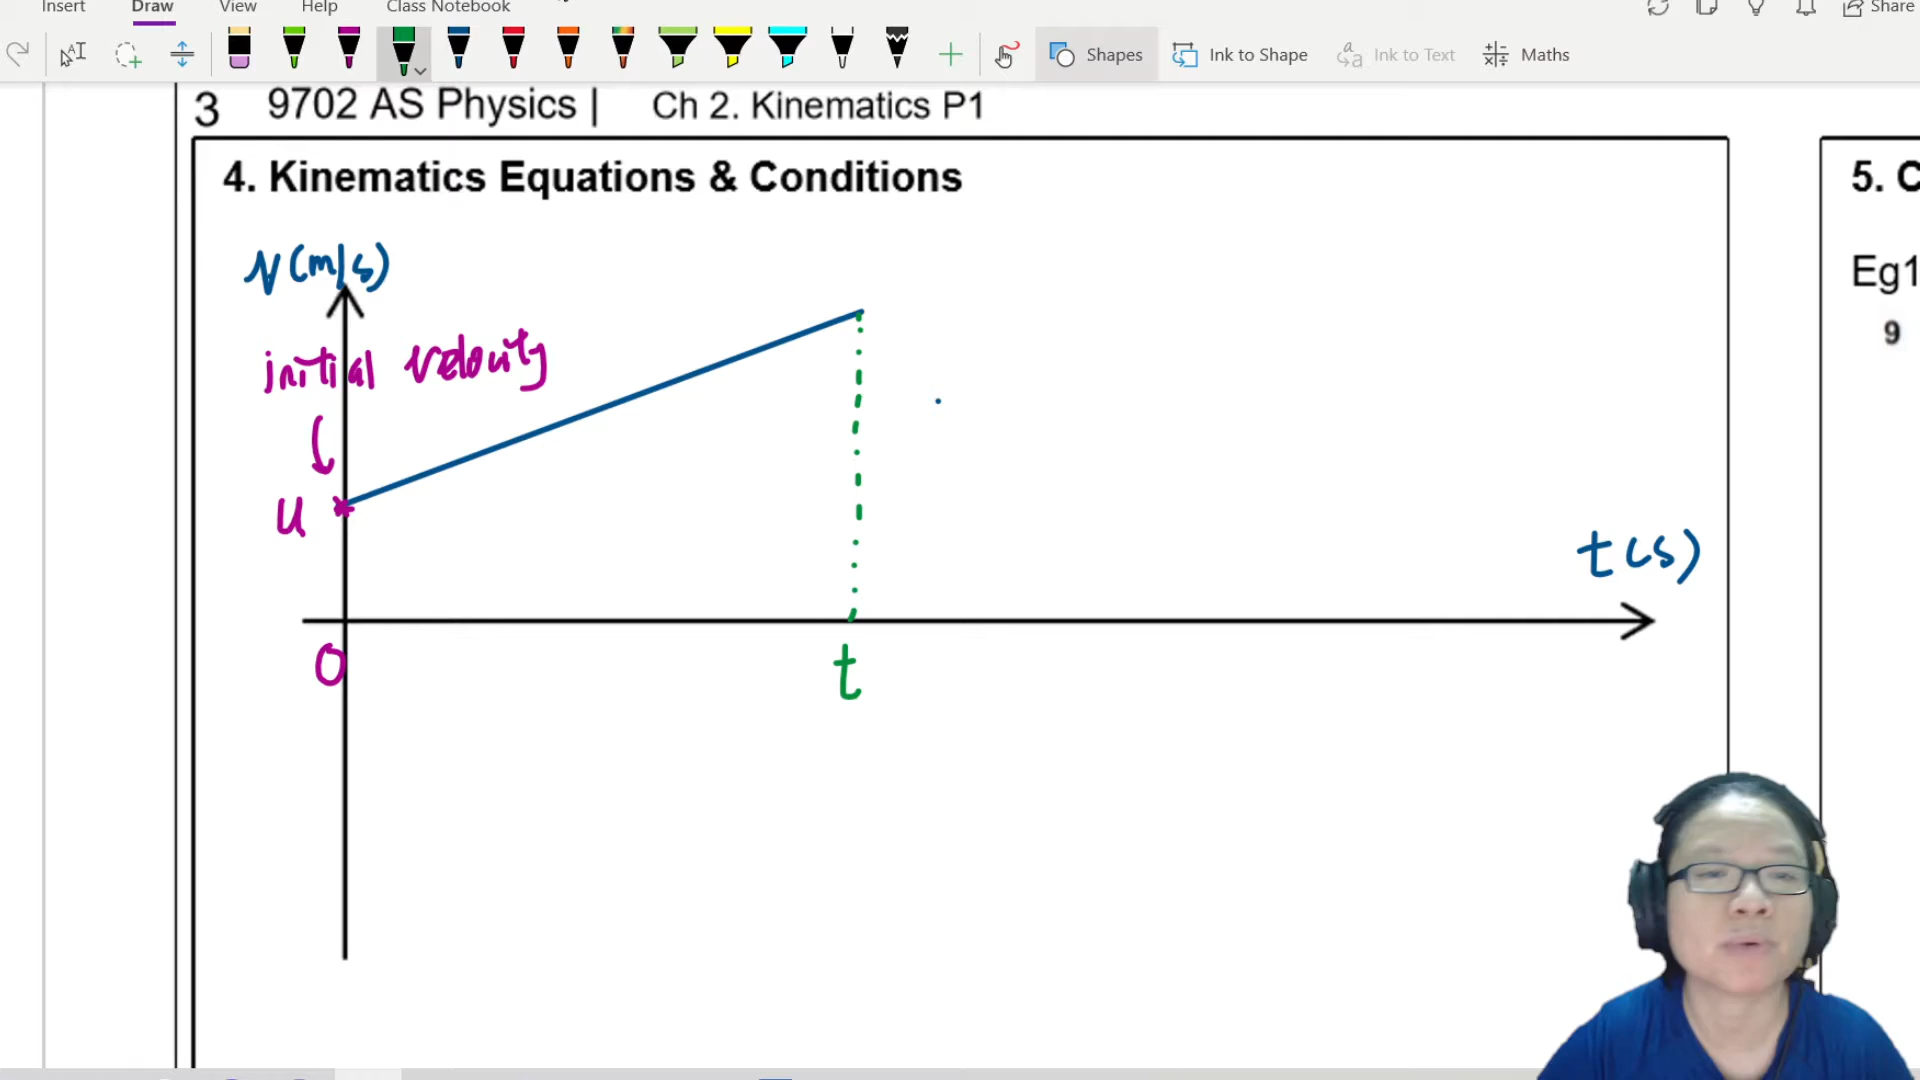 Insert Draw View Help Class Notebook Share
Shapes Ink to Shape Ink to Text Maths
3 9702 AS Physics | Ch 2. Kinematics P1
4. Kinematics Equations & Conditions
5. C
v (m/s)
Eg1
9
initial velocity
u
t (s)
0
t